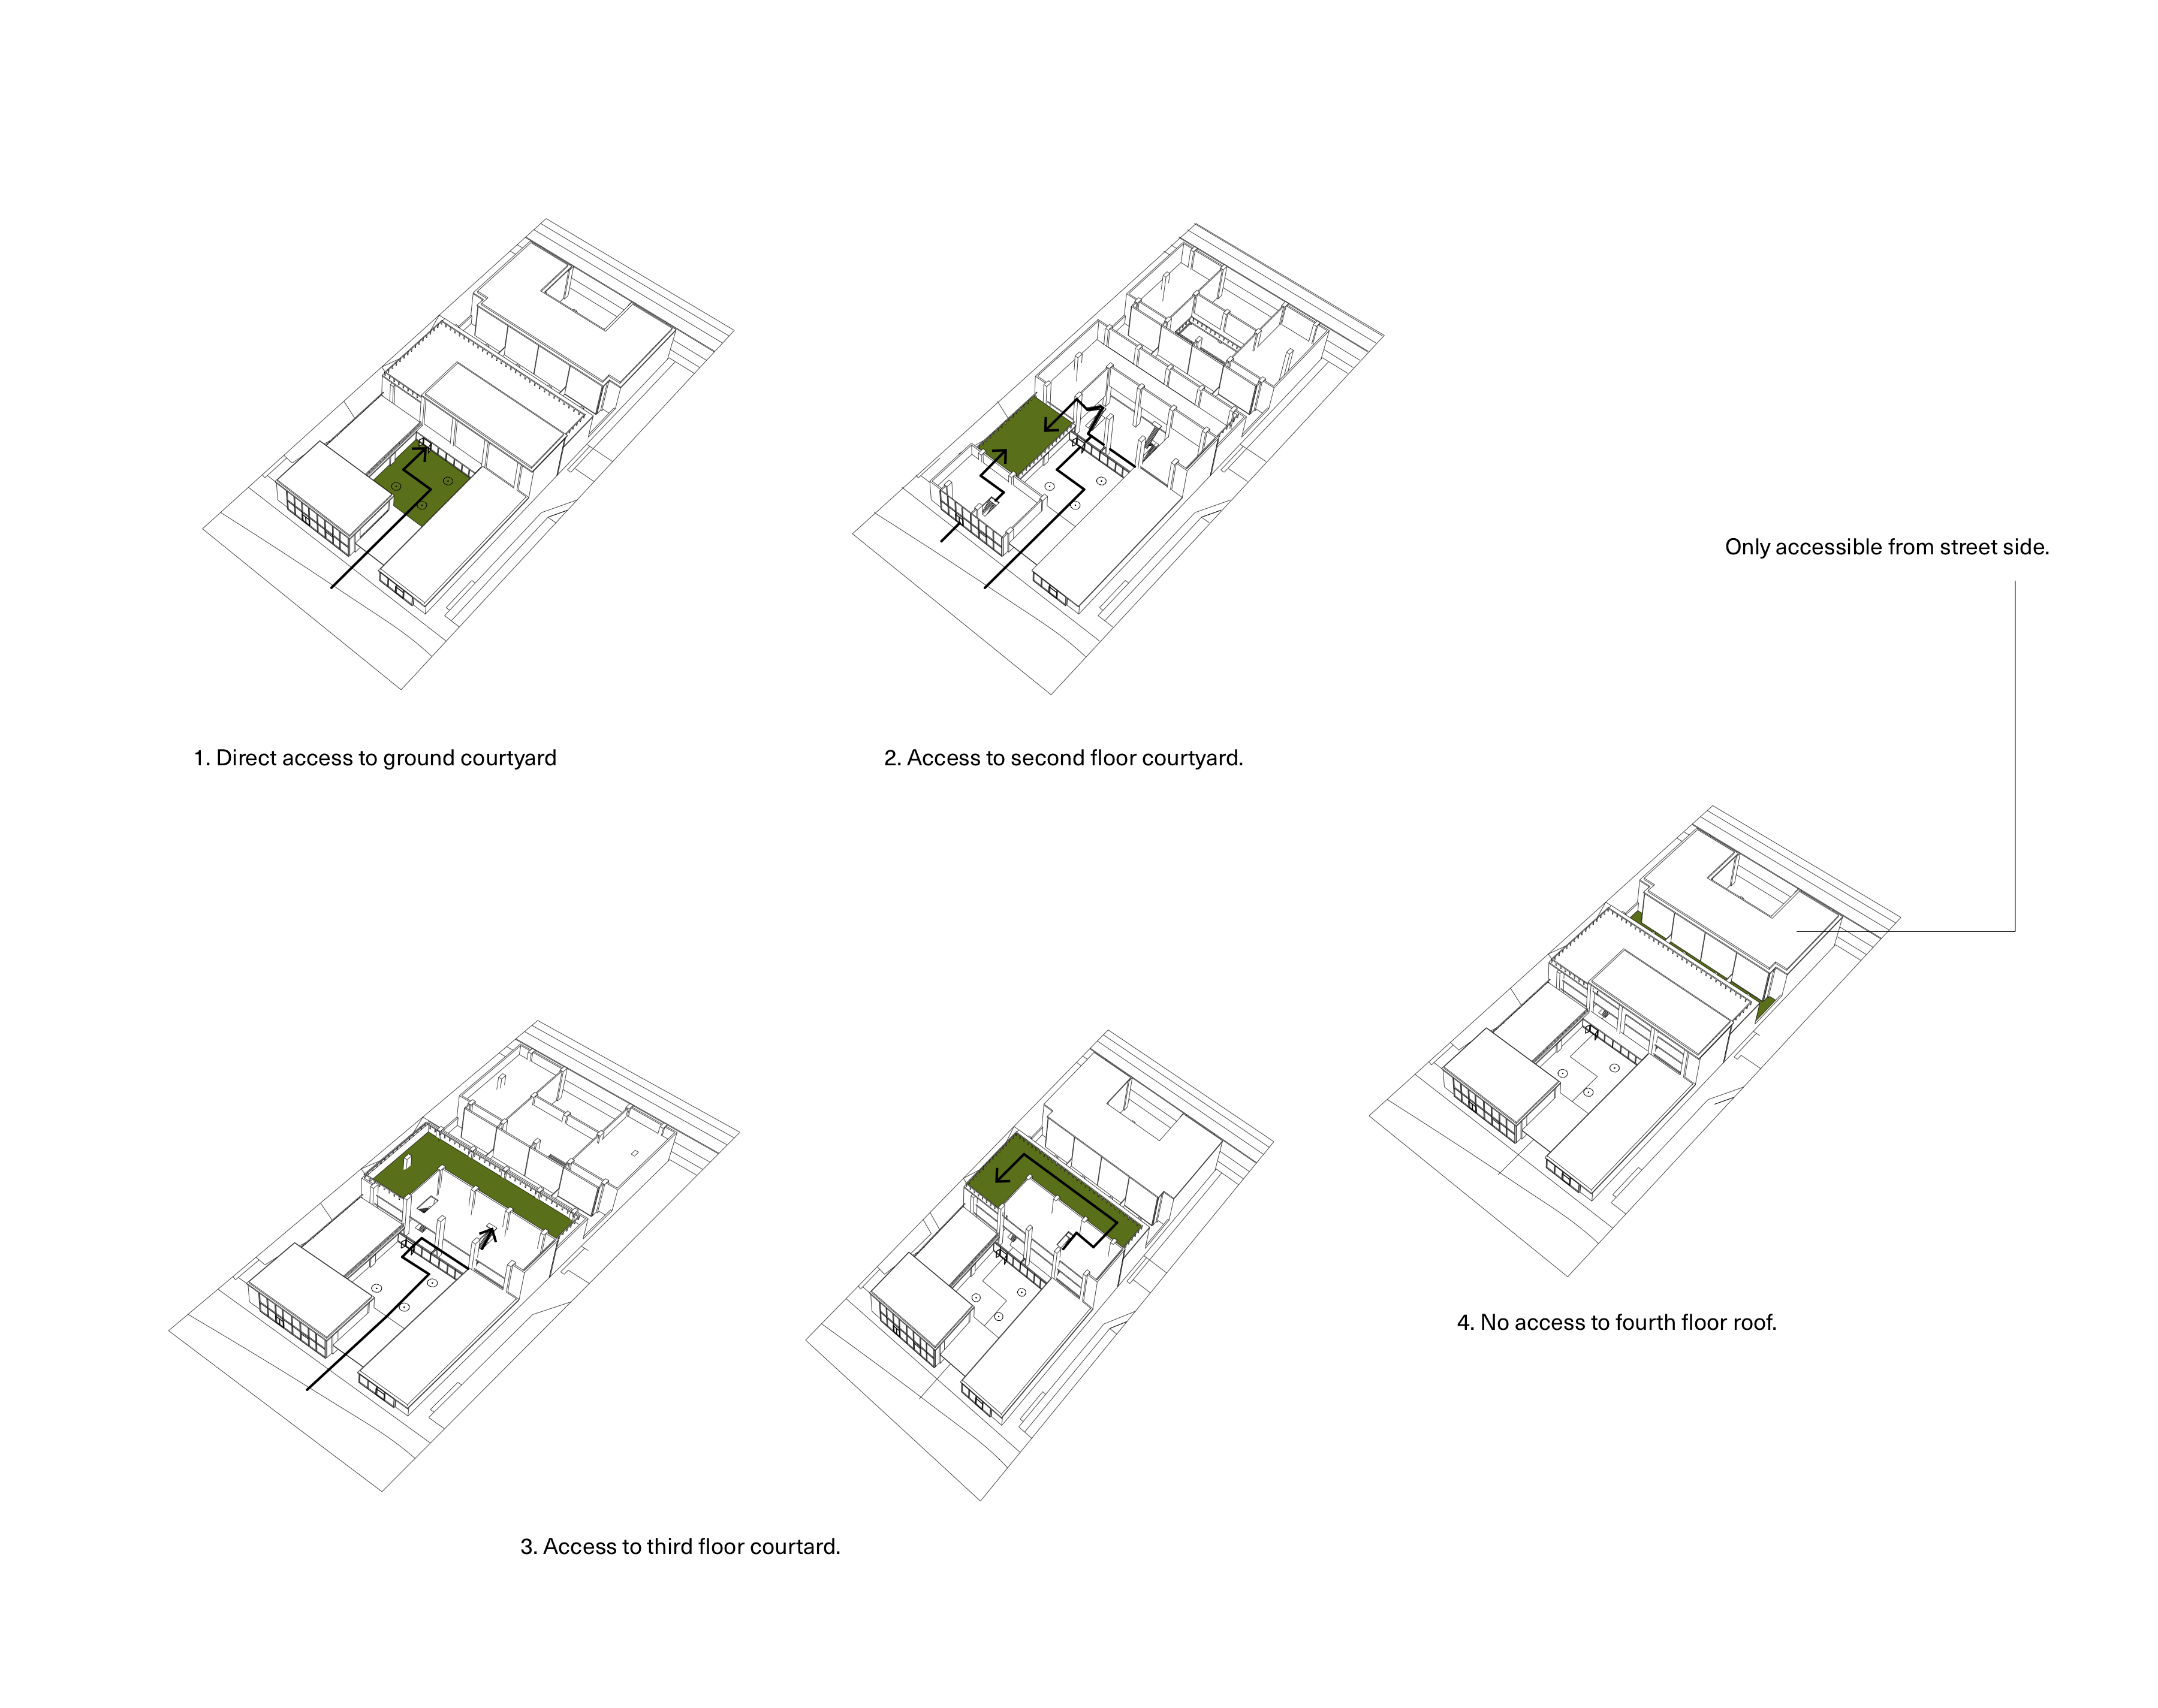 1. Direct access to ground courtyard
2. Access to second floor courtyard.
Only accessible from street side.
3. Access to third floor courtard.
4. No access to fourth floor roof.